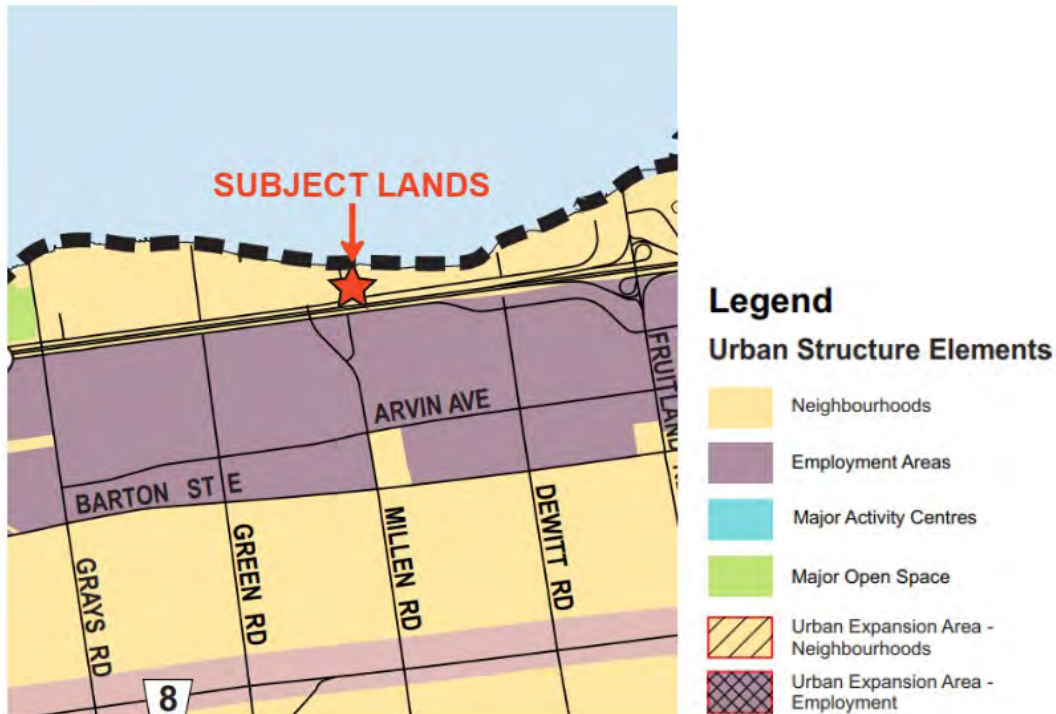 SUBJECT LANDS
FRUITLAND
ARVIN AVE
BARTON ST E
GRAYS RD
GREEN RD
MILLEN RD
DEWITT RD
8
Legend
Urban Structure Elements
Neighbourhoods
Employment Areas
Major Activity Centres
Major Open Space
Urban Expansion Area -
Neighbourhoods
Urban Expansion Area -
Employment